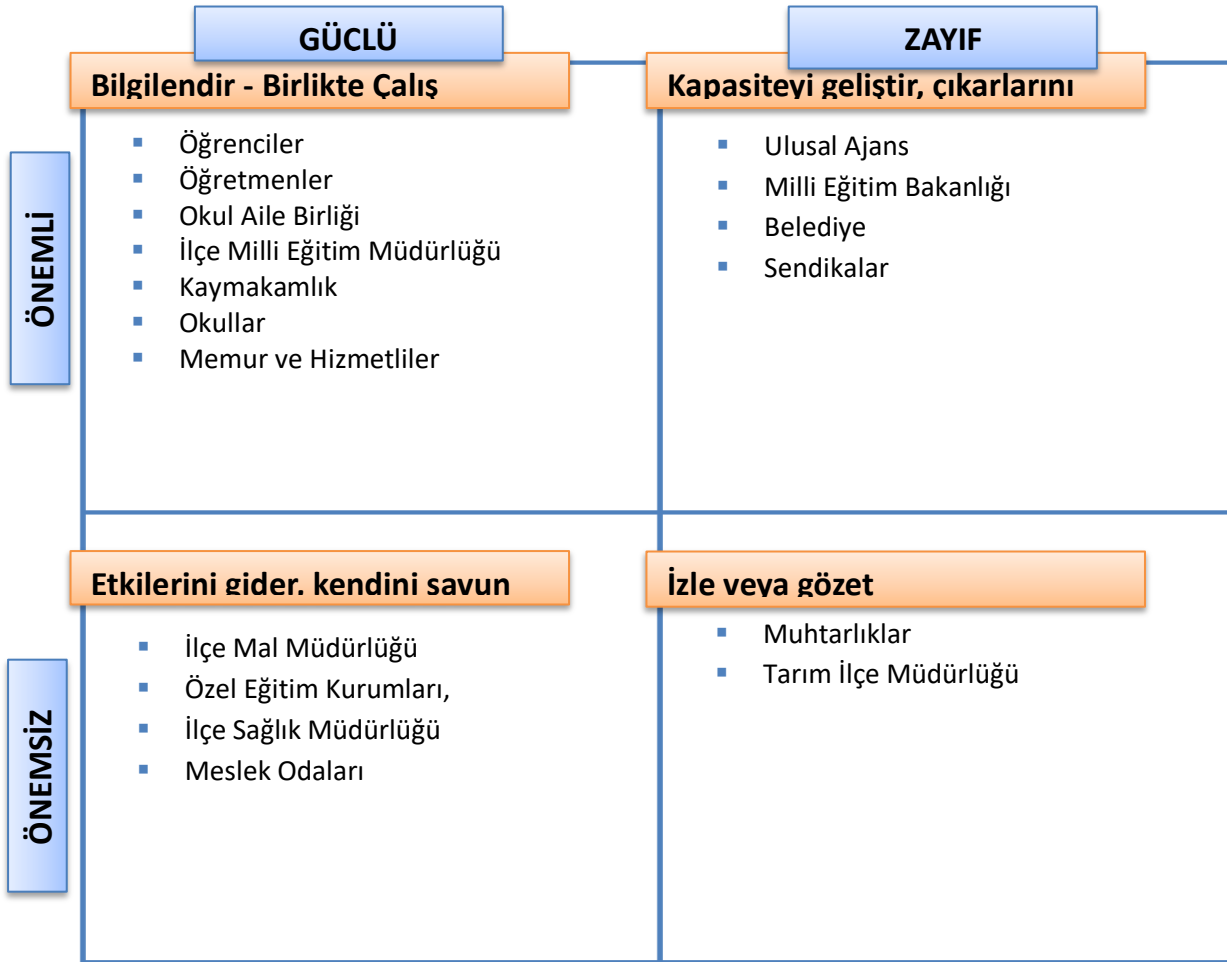 GÜÇLÜ
ZAYIF
Bilgilendir - Birlikte Çalış
Kapasiteyi geliştir, çıkarlarını
ÖNEMLİ
Öğrenciler
Öğretmenler
Okul Aile Birliği
İlçe Milli Eğitim Müdürlüğü
Kaymakamlık
Okullar
Memur ve Hizmetliler
Ulusal Ajans
Milli Eğitim Bakanlığı
Belediye
Sendikalar
Etkilerini gider, kendini savun
İzle veya gözet
ÖNEMSİZ
İlçe Mal Müdürlüğü
Özel Eğitim Kurumları,
İlçe Sağlık Müdürlüğü
Meslek Odaları
Muhtarlıklar
Tarım İlçe Müdürlüğü